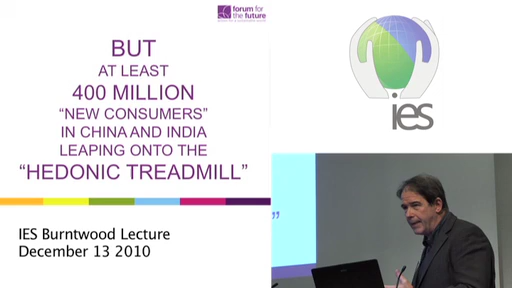 forum for
the future
BUT
AT LEAST
400 MILLION
“NEW CONSUMERS”
IN CHINA AND INDIA
LEAPING ONTO THE
“HEDONIC TREADMILL”
IES Burntwood Lecture
December 13 2010
ies
”